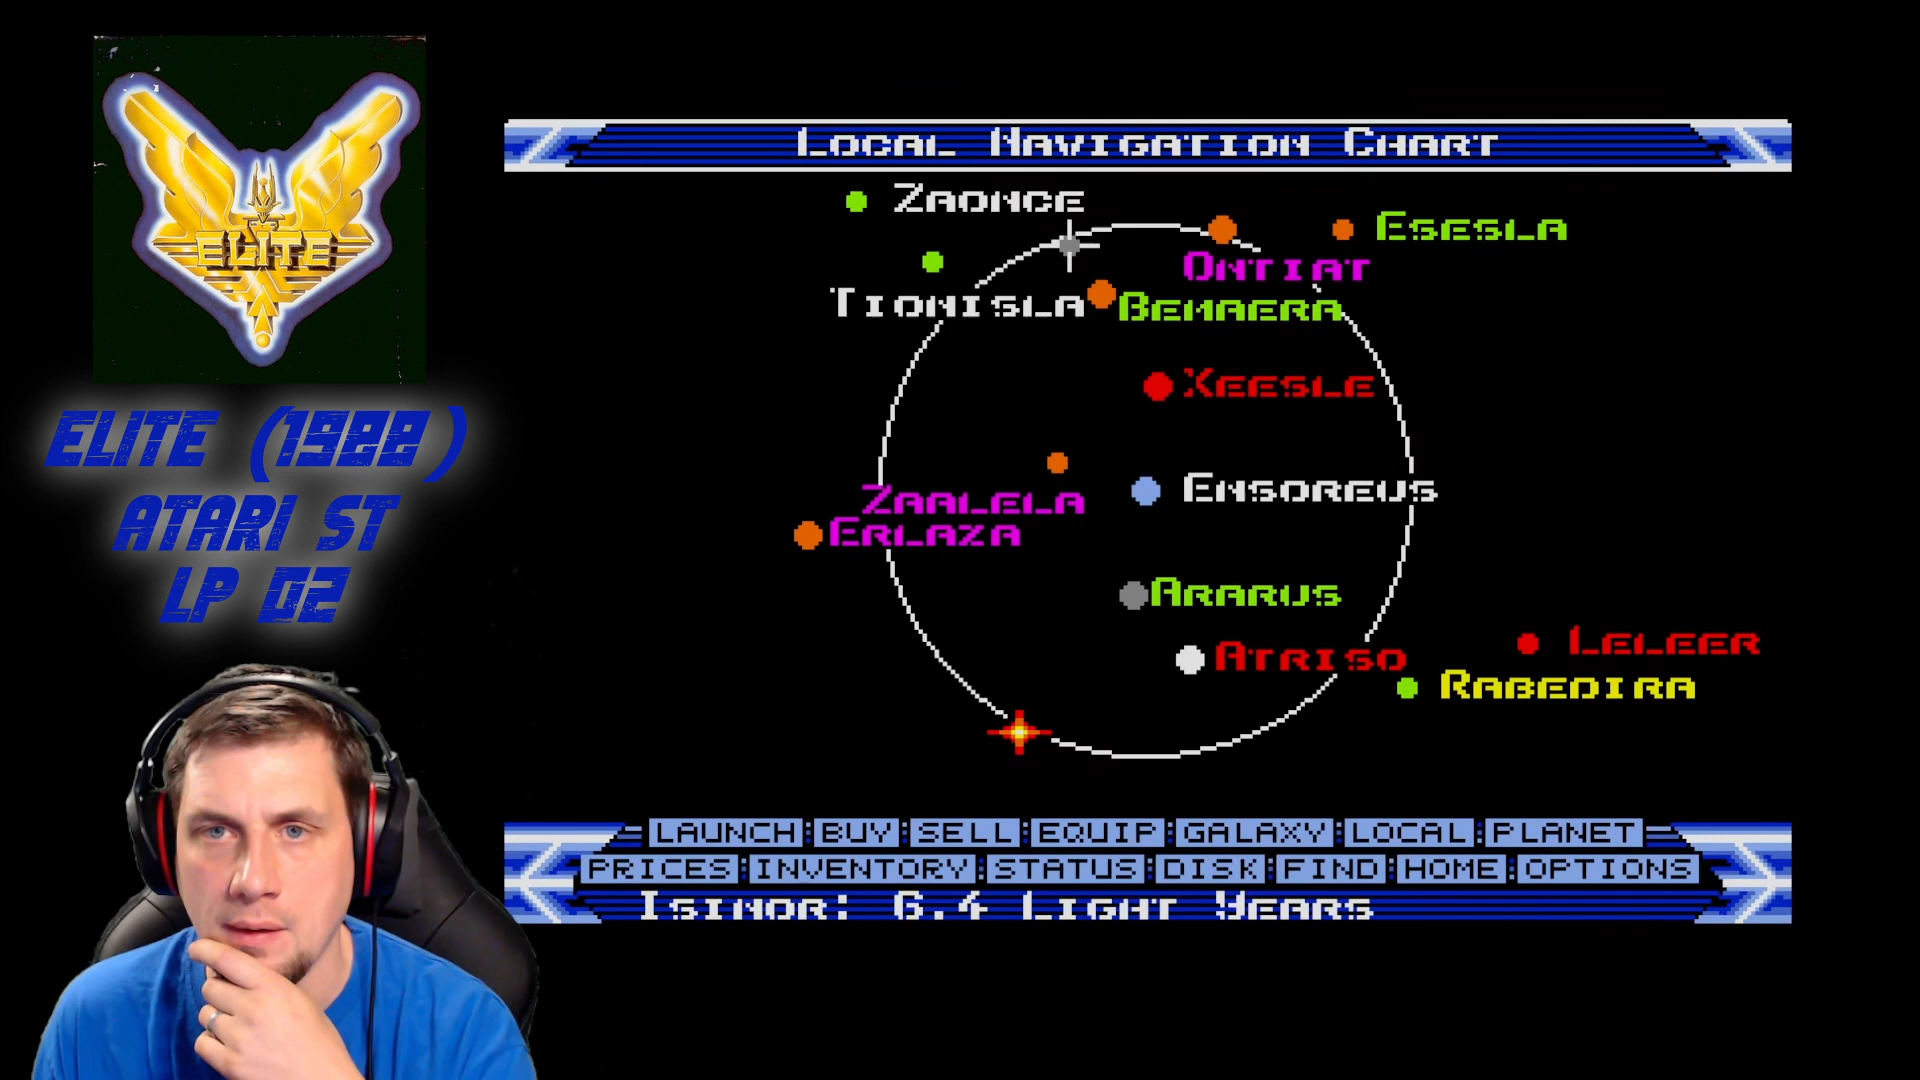 ELITE
ELITE (1988)
ATARI ST
LP 02
Local Navigation Chart
Zaonce
Esesla
Ontiat
Tionisla
Bemaera
Xeesle
Ensoreus
Zaalela
Erlaza
Ararus
Atriso
Leleer
Rabedira
LAUNCH : BUY : SELL : EQUIP : GALAXY : LOCAL : PLANET
PRICES : INVENTORY : STATUS : DISK : FIND : HOME : OPTIONS
Isinor: 6.4 Light Years